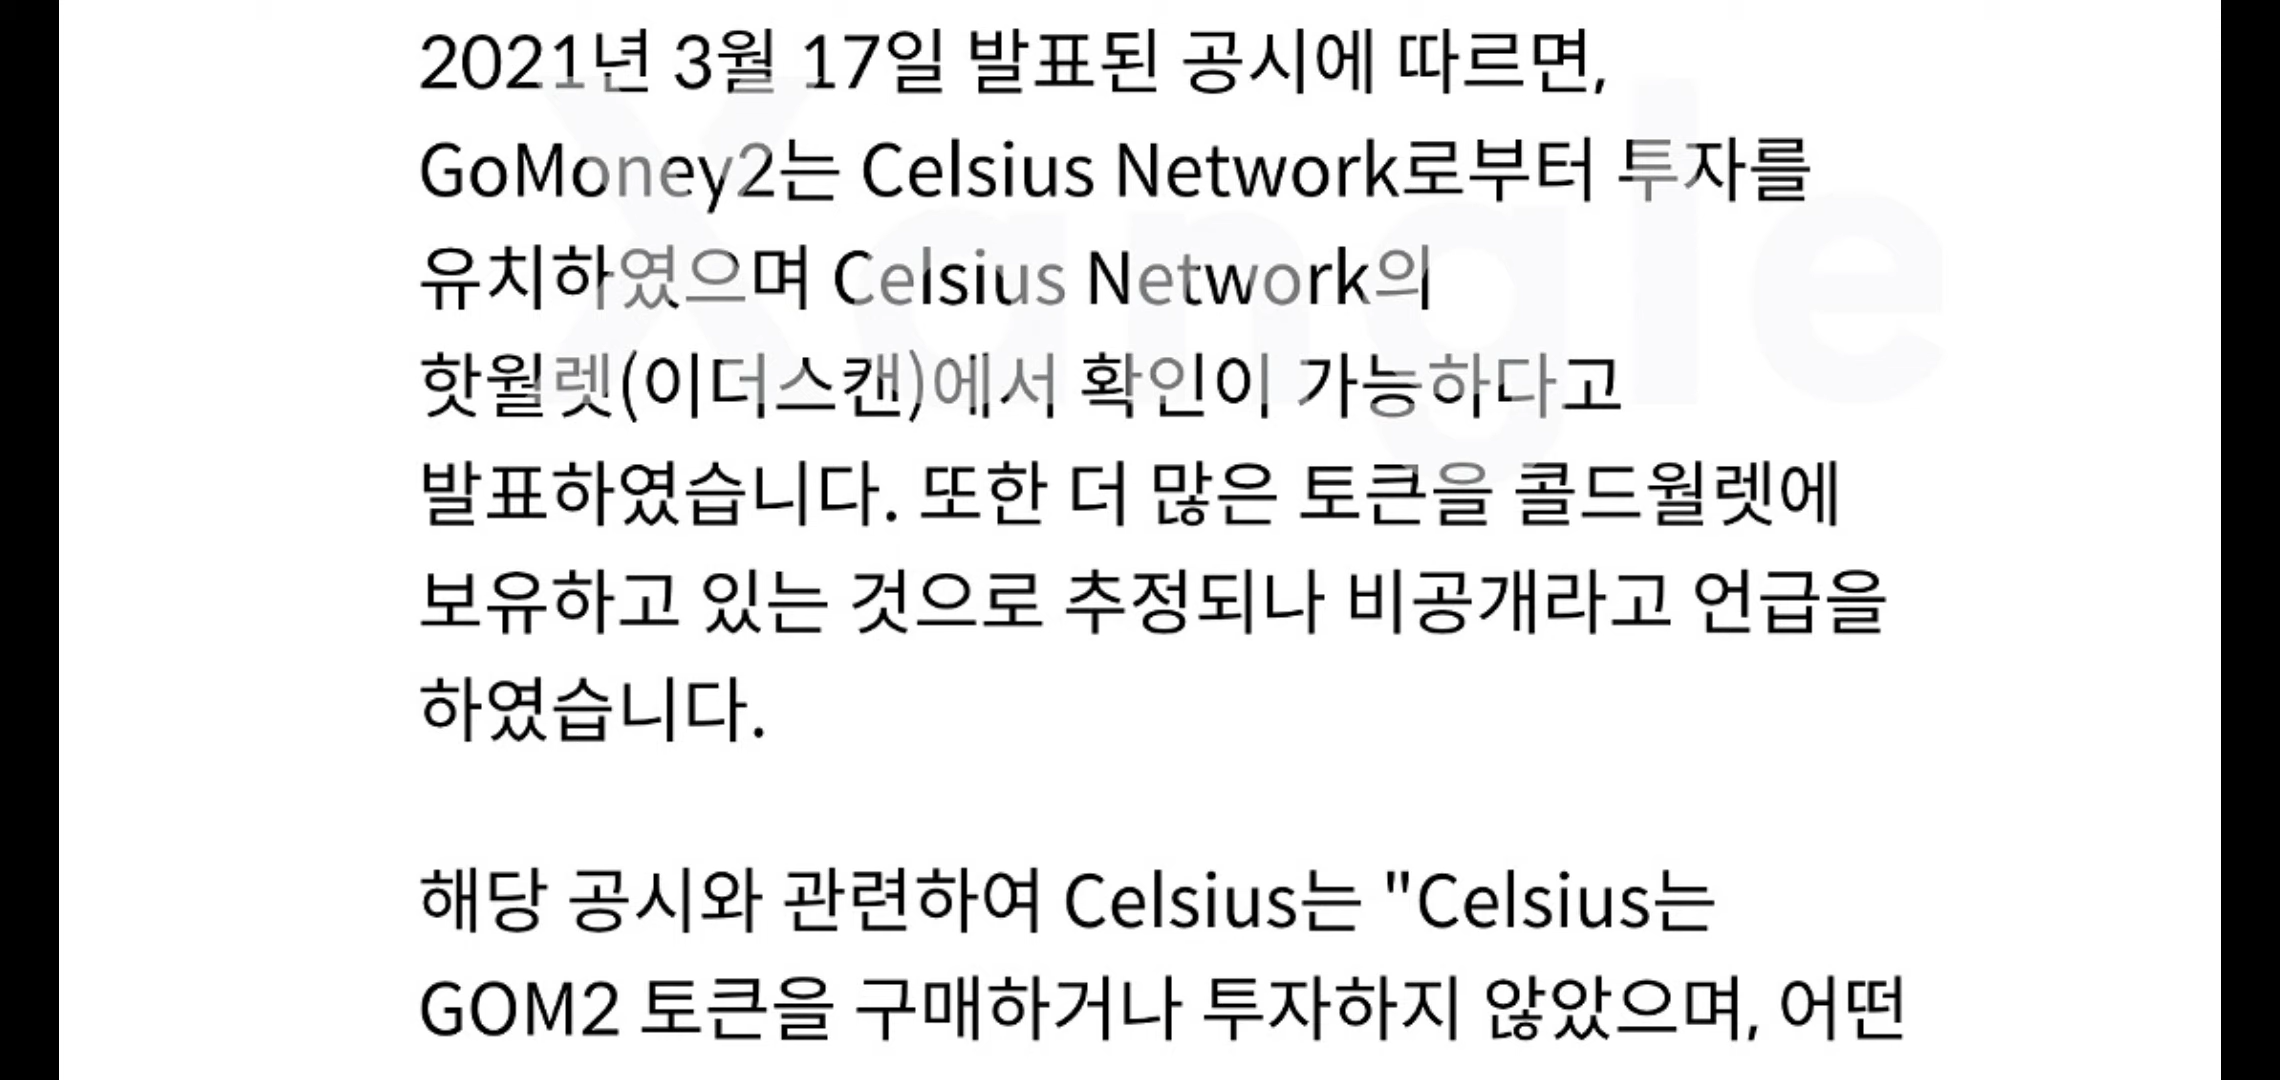 2021년 3월 17일 발표된 공시에 따르면,
GoMoney2는 Celsius Network로부터 투자를
유치하였으며 Celsius Network의
핫월렛(이더스캔)에서 확인이 가능하다고
발표하였습니다. 또한 더 많은 토큰을 콜드월렛에
보유하고 있는 것으로 추정되나 비공개라고 언급을
하였습니다.
해당 공시와 관련하여 Celsius는 "Celsius는
GOM2 토큰을 구매하거나 투자하지 않았으며, 어떤
Xangle